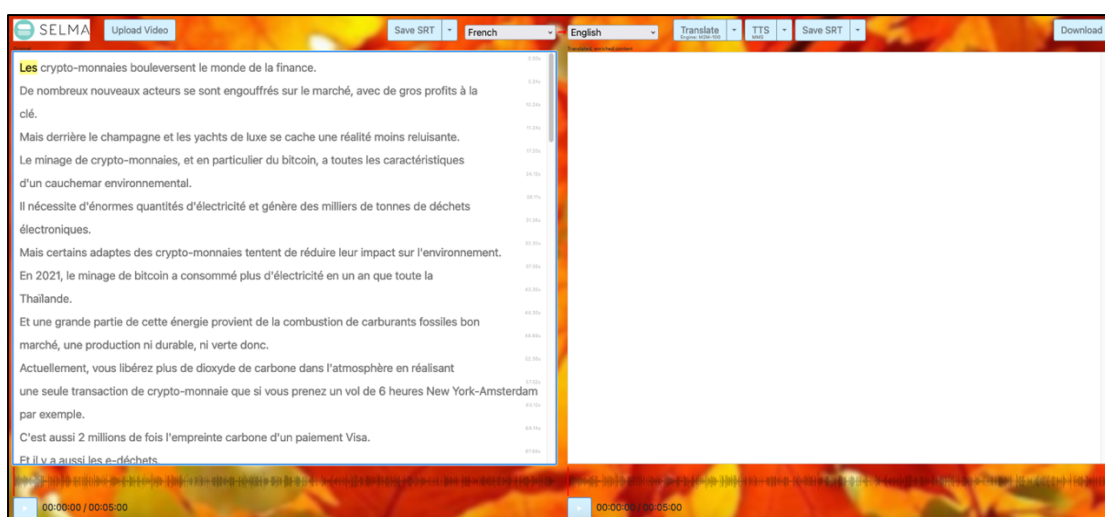 SELMA
Upload Video
Save SRT
French
English
Translate
Engine: M2M-100
TTS
MMS
Save SRT
Download
Translated, enriched content
Les crypto-monnaies bouleversent le monde de la finance.
De nombreux nouveaux acteurs se sont engouffrés sur le marché, avec de gros profits à la
clé.
Mais derrière le champagne et les yachts de luxe se cache une réalité moins reluisante.
Le minage de crypto-monnaies, et en particulier du bitcoin, a toutes les caractéristiques
d'un cauchemar environnemental.
Il nécessite d'énormes quantités d'électricité et génère des milliers de tonnes de déchets
électroniques.
Mais certains adaptes des crypto-monnaies tentent de réduire leur impact sur l'environnement.
En 2021, le minage de bitcoin a consommé plus d'électricité en un an que toute la
Thaïlande.
Et une grande partie de cette énergie provient de la combustion de carburants fossiles bon
marché, une production ni durable, ni verte donc.
Actuellement, vous libérez plus de dioxyde de carbone dans l'atmosphère en réalisant
une seule transaction de crypto-monnaie que si vous prenez un vol de 6 heures New York-Amsterdam
par exemple.
C'est aussi 2 millions de fois l'empreinte carbone d'un paiement Visa.
Et il y a aussi les e-déchets.
00:00:00 / 00:05:00
00:00:00 / 00:05:00